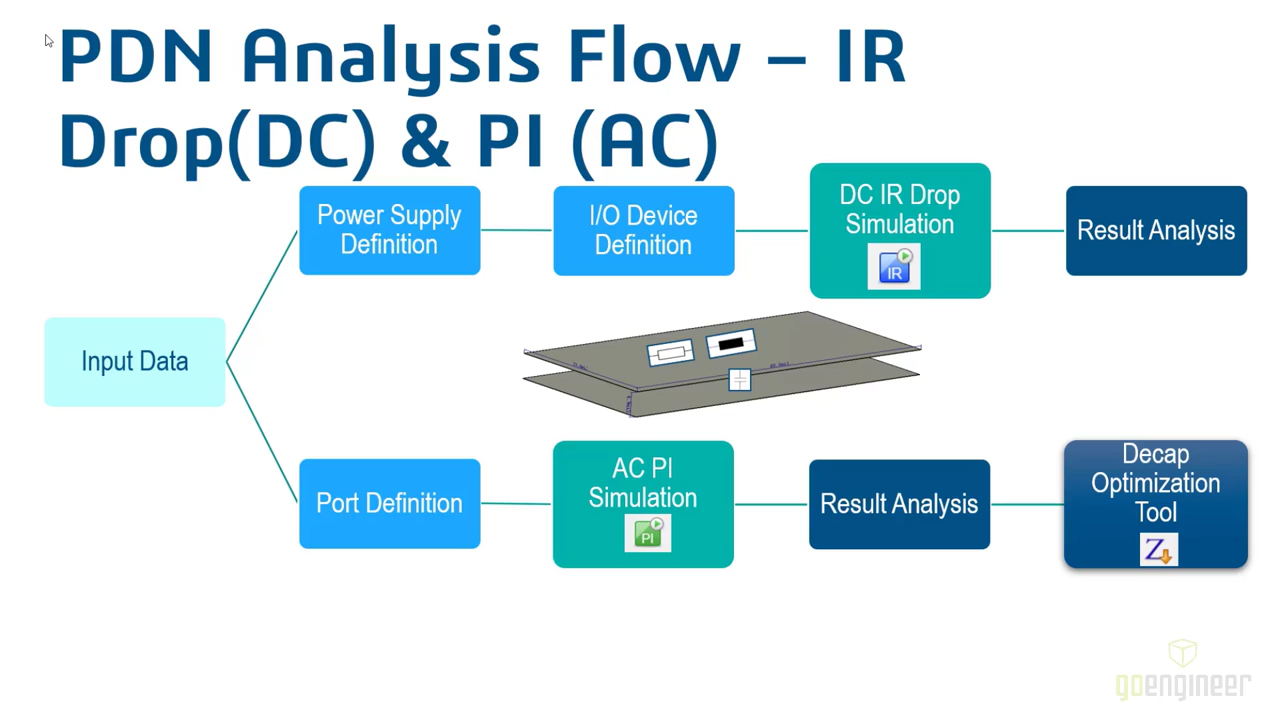 PDN Analysis Flow – IR
Drop(DC) & PI (AC)
Power Supply
Definition
I/O Device
Definition
DC IR Drop
Simulation
IR
Result Analysis
Input Data
Port Definition
AC PI
Simulation
PI
Result Analysis
Decap
Optimization
Tool
Z
goengineer